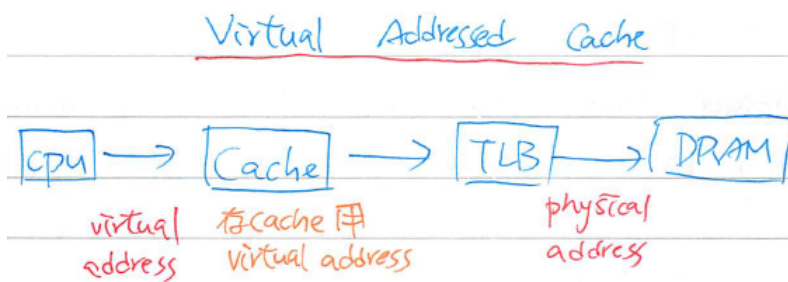 Virtual Addressed Cache
CPU → Cache → TLB → DRAM
virtual address
存cache用 virtual address
physical address